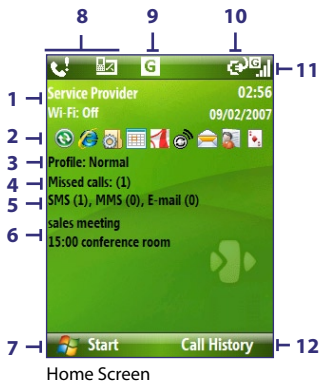 8 9 10
G G 11
1 Service Provider 02:56
Wi-Fi: Off 09/02/2007
2
3 Profile: Normal
4 Missed calls: (1)
5 SMS (1), MMS (0), E-mail (0)
6 sales meeting
15:00 conference room
7 Start Call History 12
Home Screen